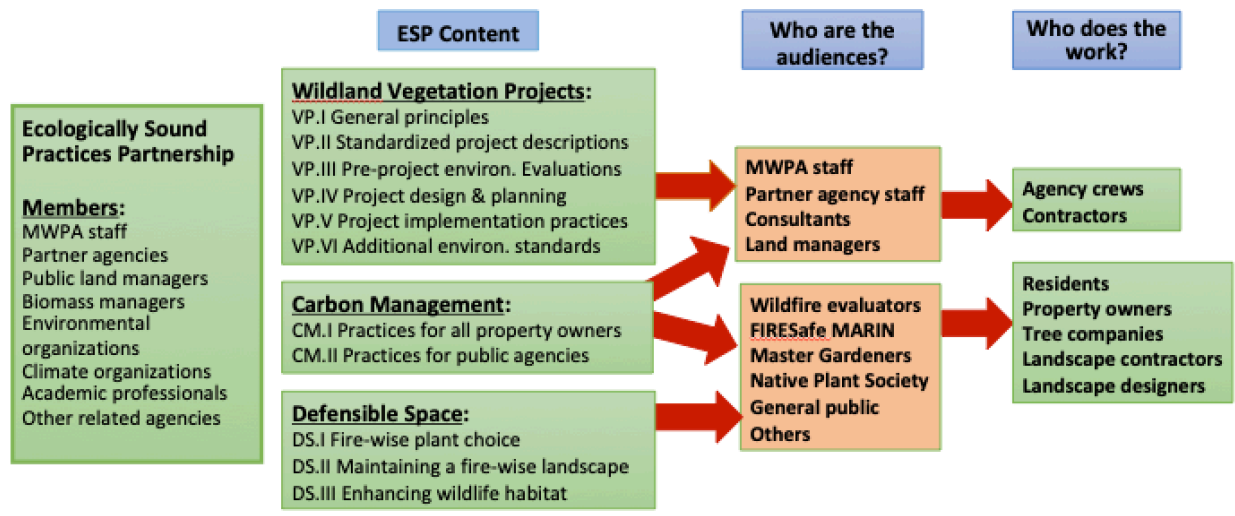 ESP Content
Who are the
audiences?
Who does the
work?
Ecologically Sound
Practices Partnership
Members:
MWPA staff
Partner agencies
Public land managers
Biomass managers
Environmental
organizations
Climate organizations
Academic professionals
Other related agencies
Wildland Vegetation Projects:
VP.I General principles
VP.II Standardized project descriptions
VP.III Pre-project environ. Evaluations
VP.IV Project design & planning
VP.V Project implementation practices
VP.VI Additional environ. standards
Carbon Management:
CM.I Practices for all property owners
CM.II Practices for public agencies
Defensible Space:
DS.I Fire-wise plant choice
DS.II Maintaining a fire-wise landscape
DS.III Enhancing wildlife habitat
MWPA staff
Partner agency staff
Consultants
Land managers
Wildfire evaluators
FIRESafe MARIN
Master Gardeners
Native Plant Society
General public
Others
Agency crews
Contractors
Residents
Property owners
Tree companies
Landscape contractors
Landscape designers